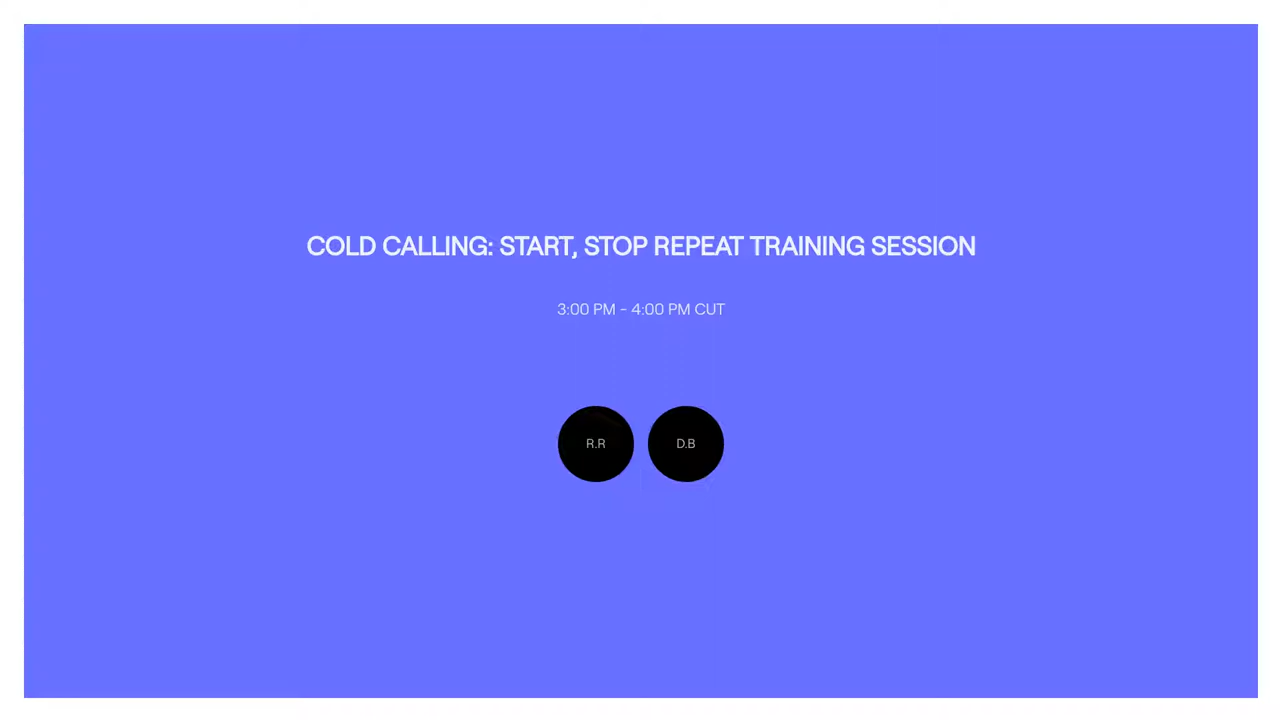 COLD CALLING: START, STOP REPEAT TRAINING SESSION
3:00 PM - 4:00 PM CUT
R.R
D.B